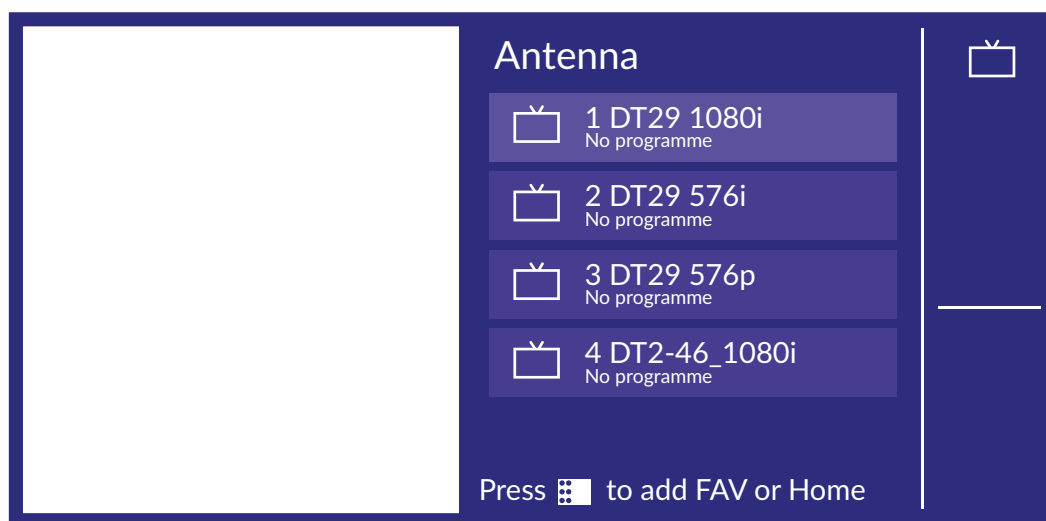 Antenna
1 DT29 1080i
No programme
2 DT29 576i
No programme
3 DT29 576p
No programme
4 DT2-46_1080i
No programme
Press to add FAV or Home